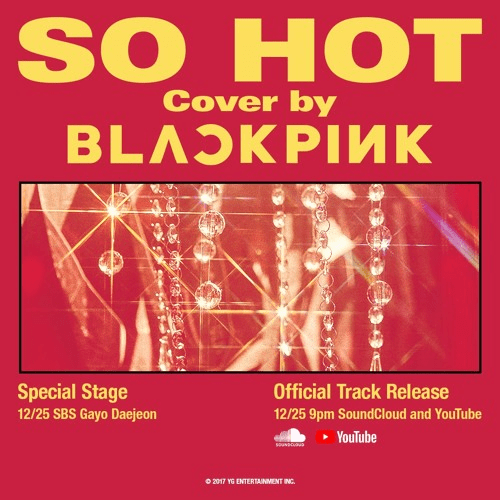 SO HOT
Cover by
BLACKPINK
Special Stage
12/25 SBS Gayo Daejeon
Official Track Release
12/25 9pm SoundCloud and YouTube
SOUNDCLOUD
YouTube
© 2017 YG ENTERTAINMENT INC.